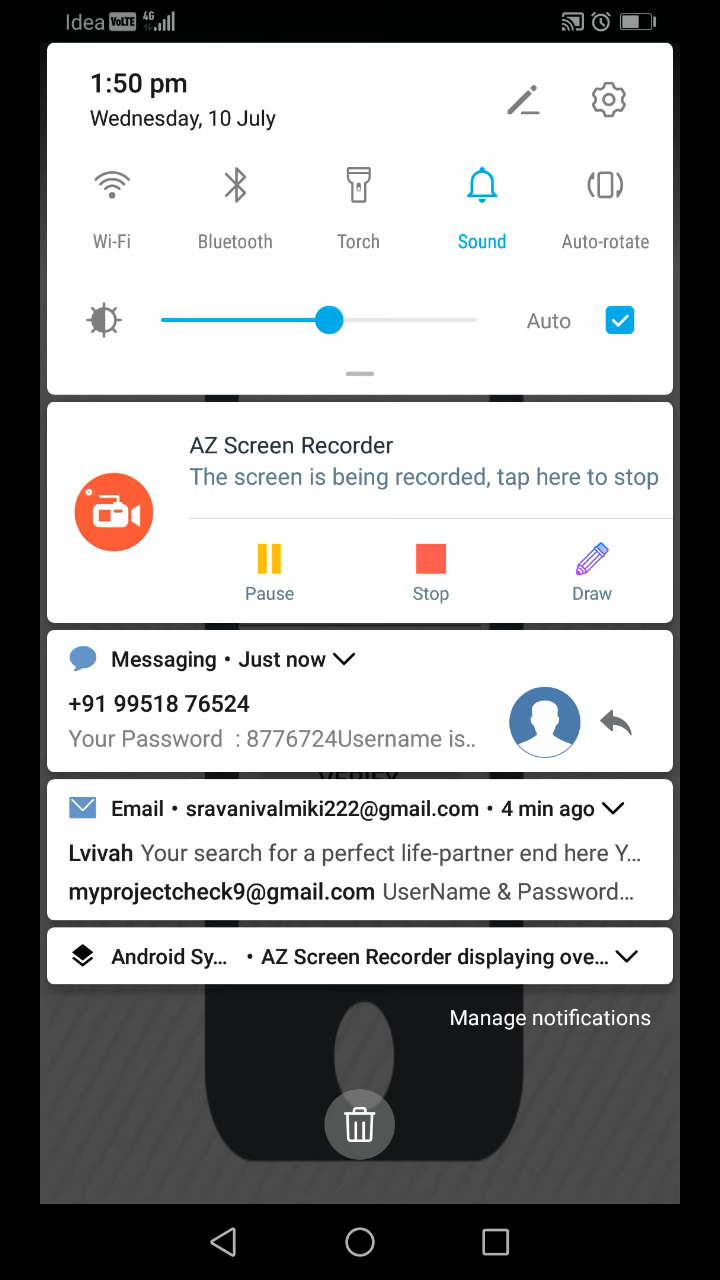 Idea VoLTE 4G
1:50 pm
Wednesday, 10 July
Wi-Fi Bluetooth Torch Sound Auto-rotate
Auto
AZ Screen Recorder
The screen is being recorded, tap here to stop
Pause Stop Draw
Messaging • Just now
+91 99518 76524
Your Password : 8776724Username is..
VERIFY
Email • sravanivalmiki222@gmail.com • 4 min ago
Lvivah Your search for a perfect life-partner end here Y...
myprojectcheck9@gmail.com UserName & Password...
Android Sy... • AZ Screen Recorder displaying ove...
Manage notifications